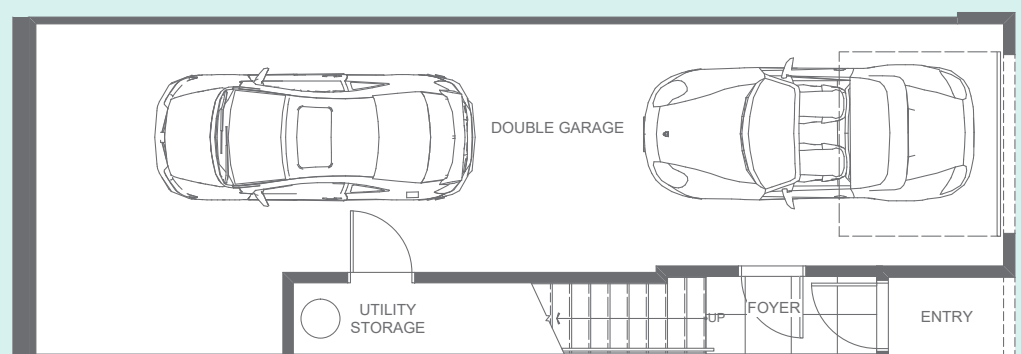 DOUBLE GARAGE
UTILITY
STORAGE
UP
FOYER
ENTRY